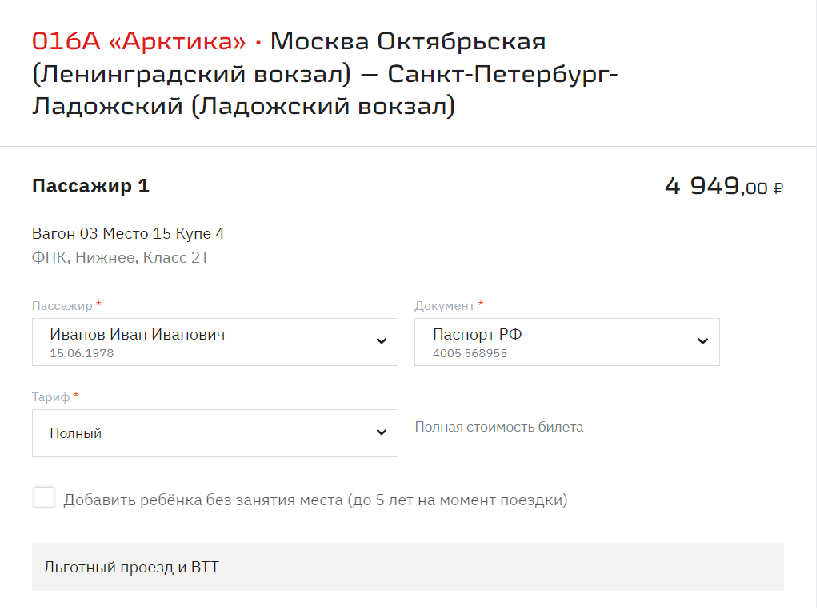 016А «Арктика» · Москва Октябрьская
(Ленинградский вокзал) — Санкт-Петербург-
Ладожский (Ладожский вокзал)
Пассажир 1
4 949,00 ₽
Вагон 03 Место 15 Купе 4
ФПК, Нижнее, Класс 2Т
Пассажир *
Документ *
Иванов Иван Иванович
15.06.1978
Паспорт РФ
4005 568955
Тариф *
Полный
Полная стоимость билета
Добавить ребёнка без занятия места (до 5 лет на момент поездки)
Льготный проезд и ВТТ